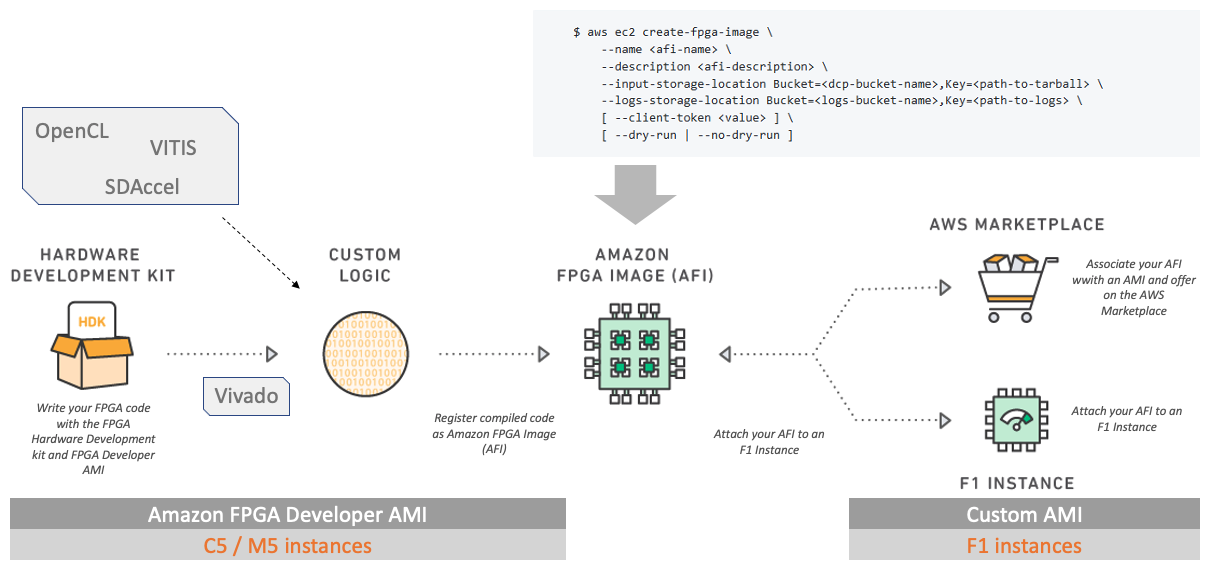 $ aws ec2 create-fpga-image \
--name <afi-name> \
--description <afi-description> \
--input-storage-location Bucket=<dcp-bucket-name>,Key=<path-to-tarball> \
--logs-storage-location Bucket=<logs-bucket-name>,Key=<path-to-logs> \
[ --client-token <value> ] \
[ --dry-run | --no-dry-run ]
OpenCL
VITIS
SDAccel
HARDWARE
DEVELOPMENT KIT
HDK
Write your FPGA code
with the FPGA
Hardware Development
kit and FPGA Developer
AMI
Vivado
CUSTOM
LOGIC
010010100
1001001001
Register compiled code
as Amazon FPGA Image
(AFI)
AMAZON
FPGA IMAGE (AFI)
Attach your AFI to an
F1 Instance
AWS MARKETPLACE
Associate your AFI
wwith an AMI and offer
on the AWS
Marketplace
Attach your AFI to an
F1 Instance
F1 INSTANCE
Amazon FPGA Developer AMI
C5 / M5 instances
Custom AMI
F1 instances